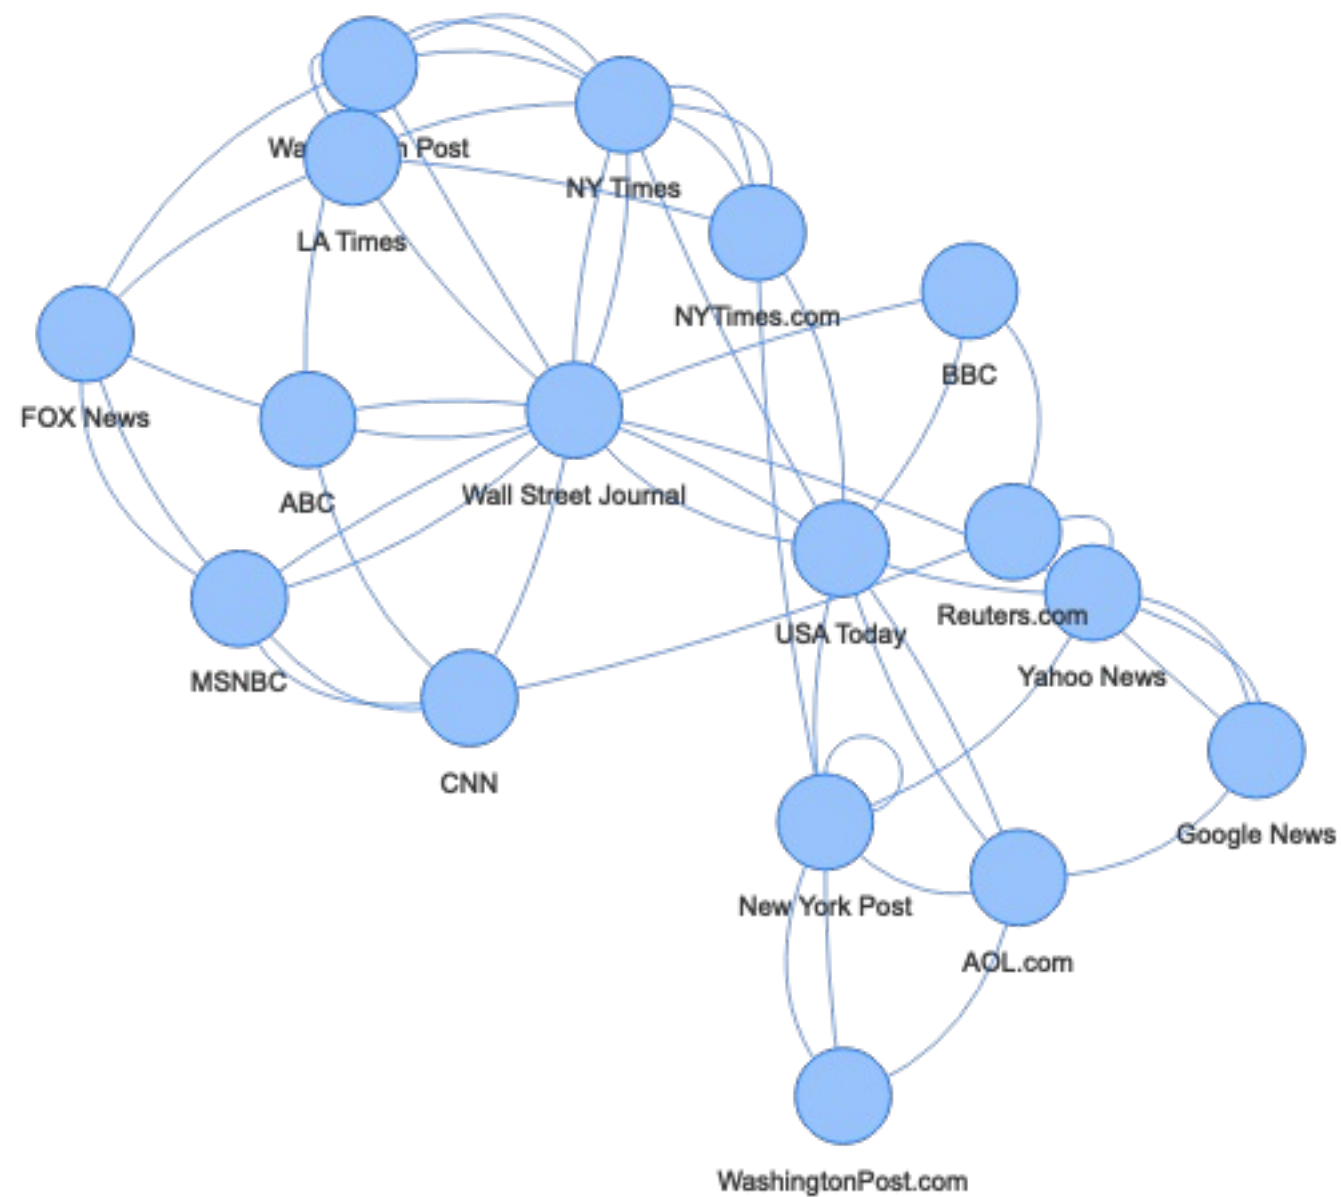 Wa n Post
NY Times
LA Times
NYTimes.com
BBC
FOX News
ABC
Wall Street Journal
USA Today
Reuters.com
Yahoo News
MSNBC
CNN
Google News
New York Post
AOL.com
WashingtonPost.com